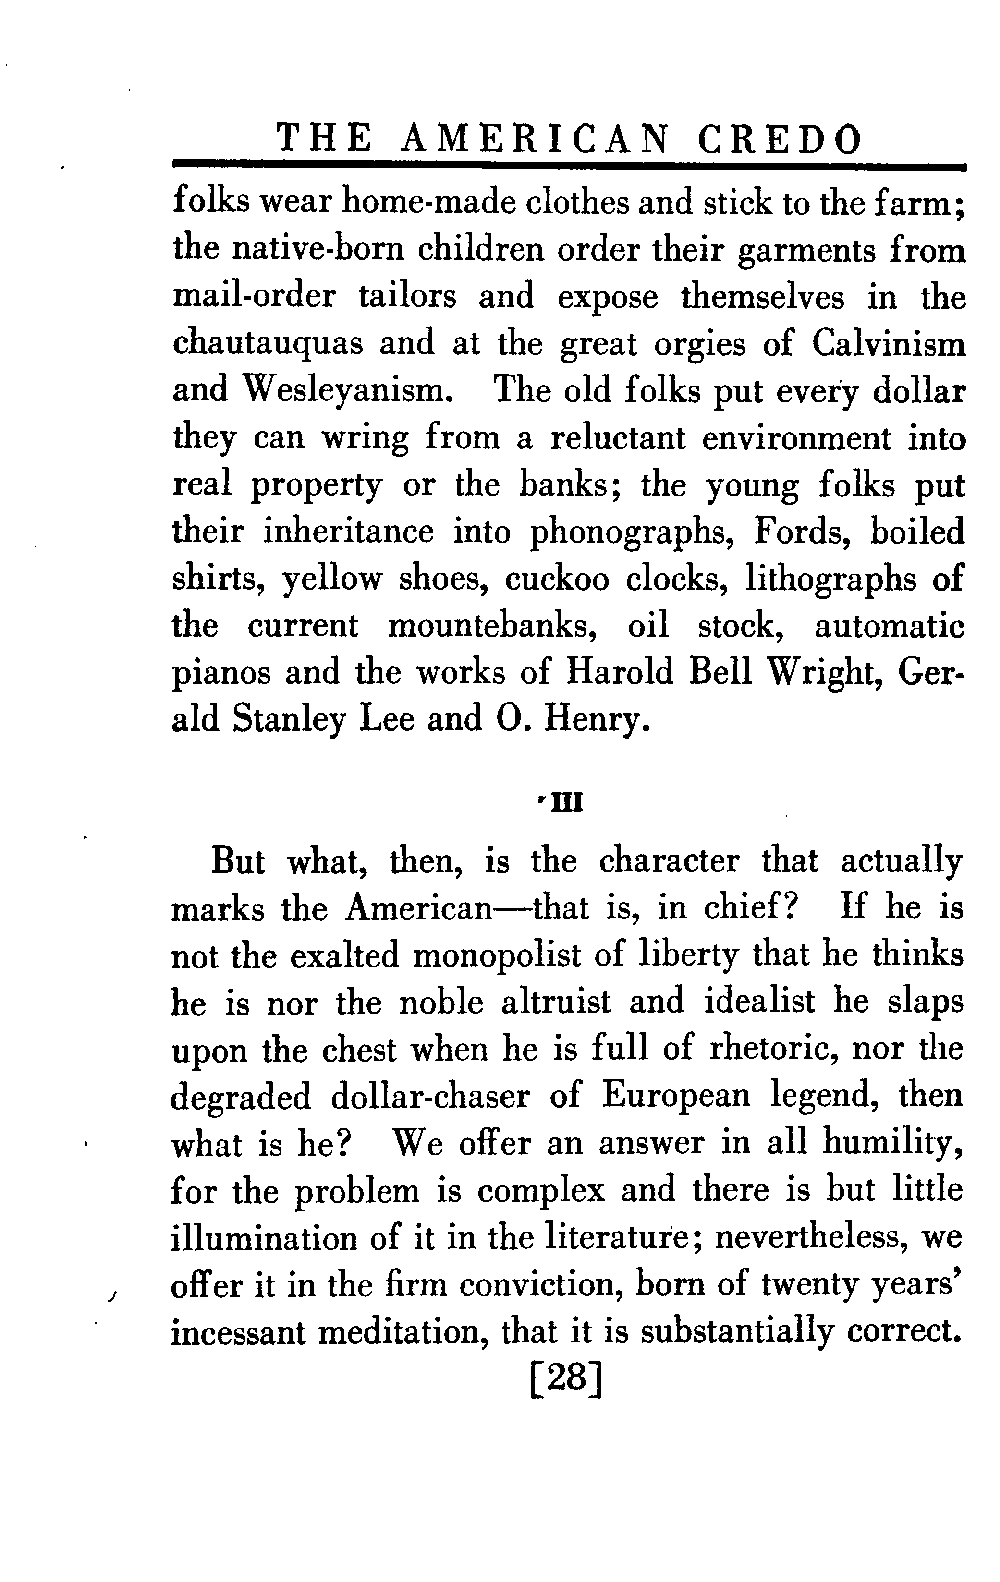 THE AMERICAN CREDO
folks wear home-made clothes and stick to the farm;
the native-born children order their garments from
mail-order tailors and expose themselves in the
chautauquas and at the great orgies of Calvinism
and Wesleyanism. The old folks put every dollar
they can wring from a reluctant environment into
real property or the banks; the young folks put
their inheritance into phonographs, Fords, boiled
shirts, yellow shoes, cuckoo clocks, lithographs of
the current mountebanks, oil stock, automatic
pianos and the works of Harold Bell Wright, Ger-
ald Stanley Lee and O. Henry.
III
But what, then, is the character that actually
marks the American—that is, in chief? If he is
not the exalted monopolist of liberty that he thinks
he is nor the noble altruist and idealist he slaps
upon the chest when he is full of rhetoric, nor the
degraded dollar-chaser of European legend, then
what is he? We offer an answer in all humility,
for the problem is complex and there is but little
illumination of it in the literature; nevertheless, we
offer it in the firm conviction, born of twenty years'
incessant meditation, that it is substantially correct.
[28]